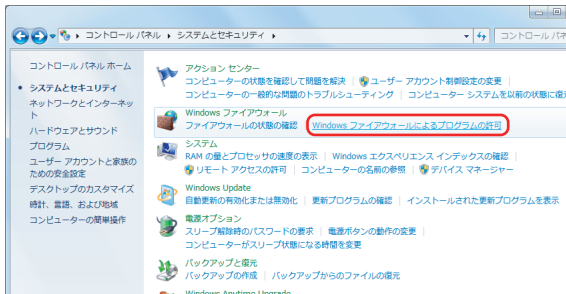 コントロール パネル ▸ システムとセキュリティ ▸
コントロール パネ
コントロール パネル ホーム
システムとセキュリティ
ネットワークとインターネッ
ト
ハードウェアとサウンド
プログラム
ユーザー アカウントと家族の
ための安全設定
デスクトップのカスタマイズ
時計、言語、および地域
コンピューターの簡単操作
アクション センター
コンピューターの状態を確認して問題を解決 | ユーザー アカウント制御設定の変更 |
コンピューターの一般的な問題のトラブルシューティング | コンピューター システムを以前の状態に復
Windows ファイアウォール
ファイアウォールの状態の確認 | Windows ファイアウォールによるプログラムの許可
システム
RAM の量とプロセッサの速度の表示 | Windows エクスペリエンス インデックスの確認 |
リモート アクセスの許可 | コンピューターの名前の参照 | デバイス マネージャー
Windows Update
自動更新の有効化または無効化 | 更新プログラムの確認 | インストールされた更新プログラムを表示
電源オプション
スリープ解除時のパスワードの要求 | 電源ボタンの動作の変更 |
コンピューターがスリープ状態になる時間を変更
バックアップと復元
バックアップの作成 | バックアップからのファイルの復元
Windows Anytime Upgrade